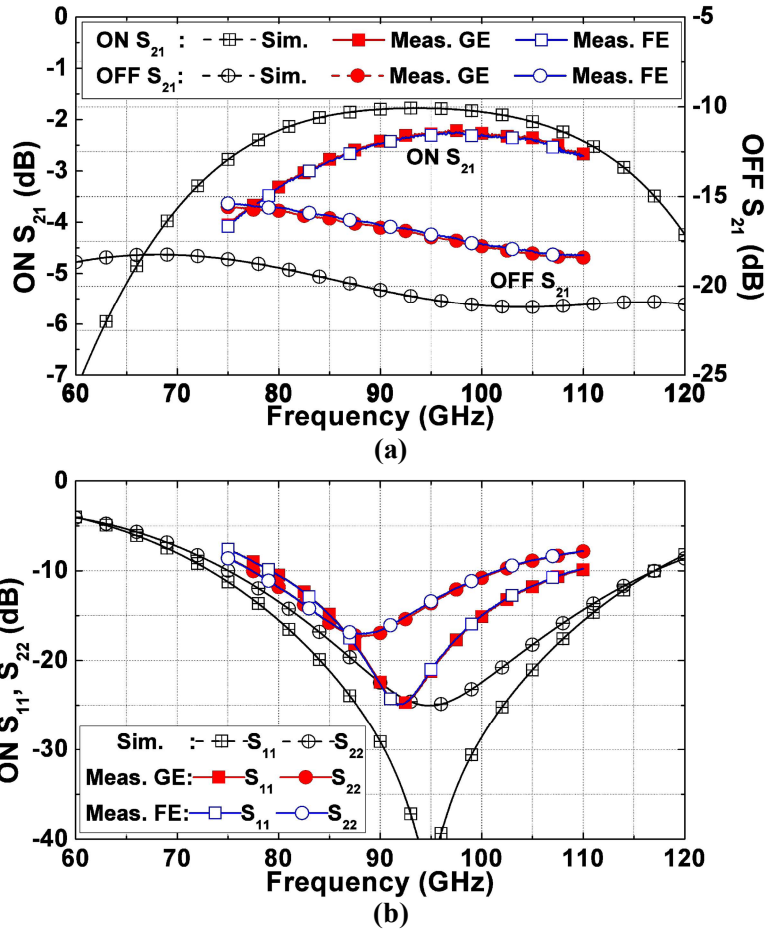 ON S21 : Sim. Meas. GE Meas. FE
OFF S21: Sim. Meas. GE Meas. FE
0
-1
-2
-3
-4
-5
-6
-7
ON S21 (dB)
-5
-10
-15
-20
-25
OFF S21 (dB)
ON S21
OFF S21
60 70 80 90 100 110 120
Frequency (GHz)
(a)
0
-10
-20
-30
-40
ON S11, S22 (dB)
Sim. : S11 S22
Meas. GE: S11 S22
Meas. FE: S11 S22
60 70 80 90 100 110 120
Frequency (GHz)
(b)